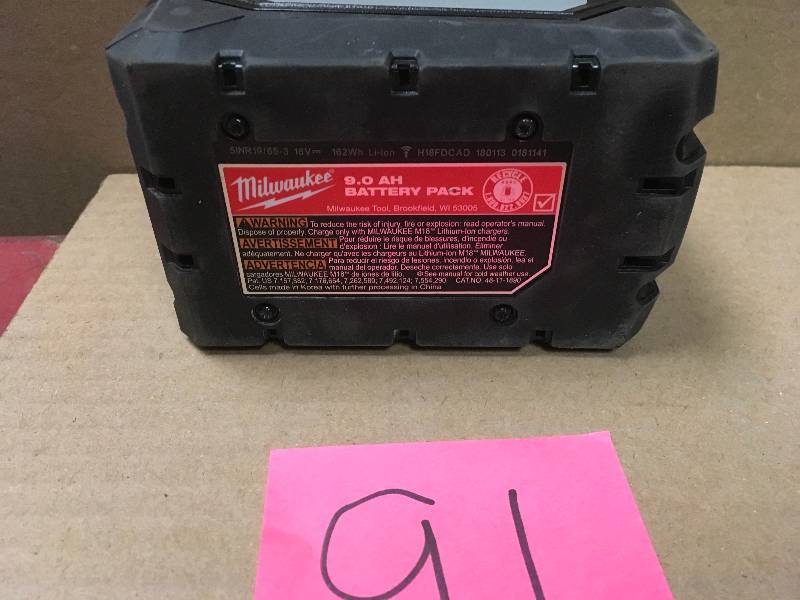 5INR19/65-3 18V⎓ 162Wh Li-Ion H18FDCAD 180113 0181141
Milwaukee 9.0 AH
BATTERY PACK
RECYCLE
Milwaukee Tool, Brookfield, WI 53005
WARNING To reduce the risk of injury, fire or explosion: read operator's manual.
Dispose of properly. Charge only with MILWAUKEE M18™ Lithium-Ion chargers.
AVERTISSEMENT Pour réduire le risque de blessures, d'incendie ou
d'explosion : Lire le manuel d'utilisation. Éliminer
adéquatement. Ne charger qu'avec les chargeurs au Lithium-Ion M18™ MILWAUKEE.
ADVERTENCIA Para reducir el riesgo de lesiones, incendio o explosión, lea el
manual del operador. Deseche correctamente. Use solo
cargadores MILWAUKEE M18™ de iones de litio. See manual for cold weather use.
Pat. US 7,157,882; 7,176,654; 7,262,580; 7,492,124; 7,554,290 CAT.NO. 48-11-1890
Cells made in Korea with further processing in China
91